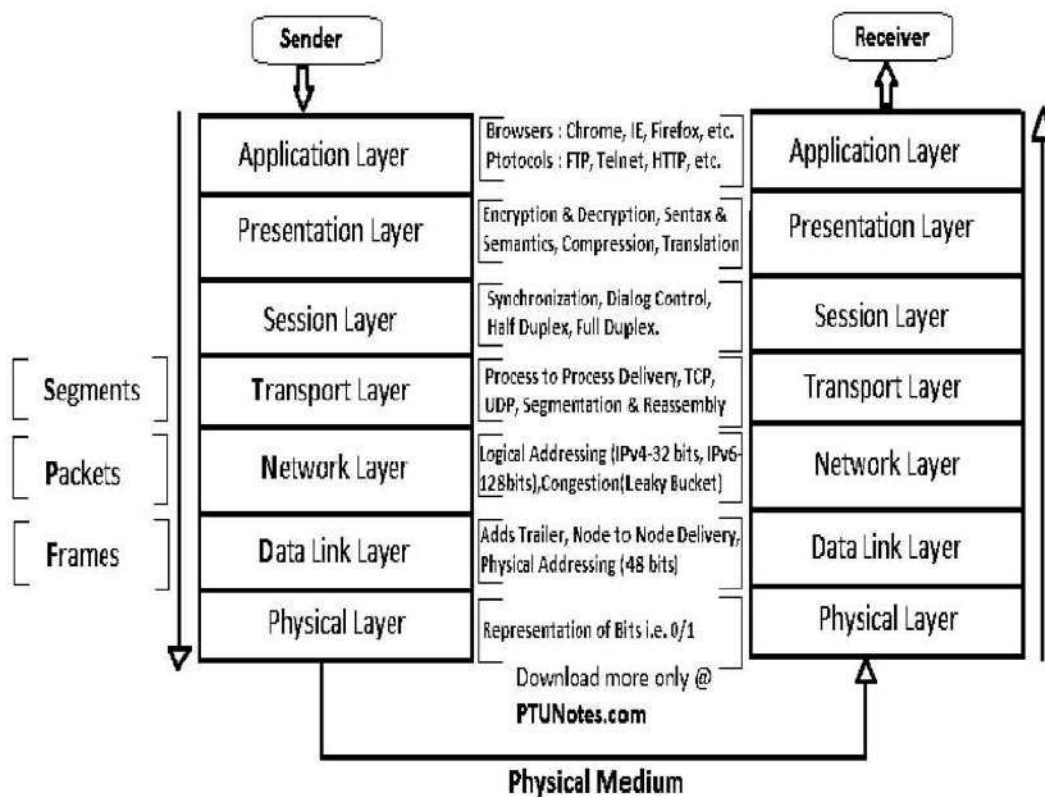 Sender
Receiver
Application Layer
Browsers : Chrome, IE, Firefox, etc.
Ptotocols : FTP, Telnet, HTTP, etc.
Application Layer
Presentation Layer
Encryption & Decryption, Sentax &
Semantics, Compression, Translation
Presentation Layer
Session Layer
Synchronization, Dialog Control,
Half Duplex, Full Duplex.
Session Layer
Segments
Transport Layer
Process to Process Delivery, TCP,
UDP, Segmentation & Reassembly
Transport Layer
Packets
Network Layer
Logical Addressing (IPv4-32 bits, IPv6-
128bits),Congestion(Leaky Bucket)
Network Layer
Frames
Data Link Layer
Adds Trailer, Node to Node Delivery,
Physical Addressing (48 bits)
Data Link Layer
Physical Layer
Representation of Bits i.e. 0/1
Physical Layer
Download more only @
PTUNotes.com
Physical Medium